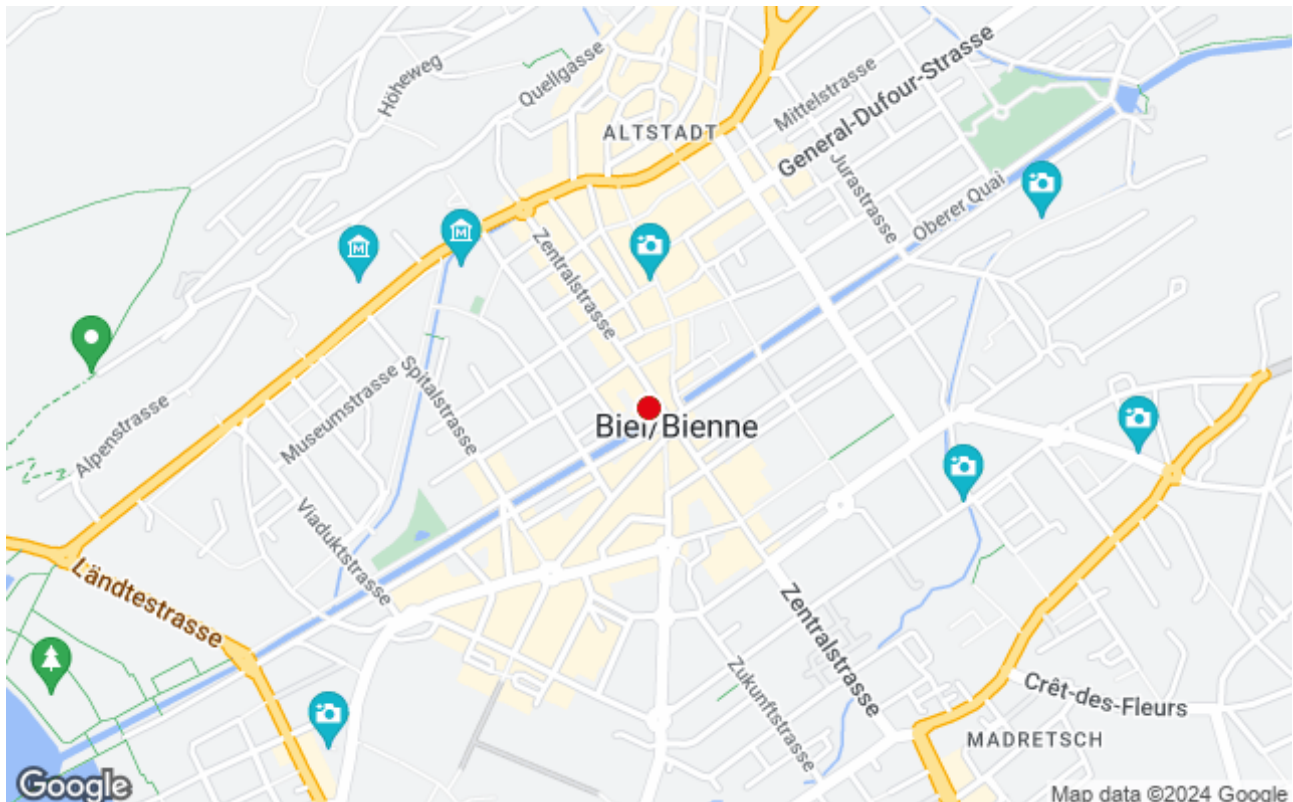 Höheweg
Quellgasse
ALTSTADT
Mittelstrasse
General-Dufour-Strasse
Jurastrasse
Oberer Quai
Zentralstrasse
Museumstrasse
Spitalstrasse
Alpenstrasse
Biel/Bienne
Viaduktstrasse
Ländtestrasse
Zentralstrasse
Zukunftstrasse
Crêt-des-Fleurs
MADRETSCH
Google
Map data ©2024 Google